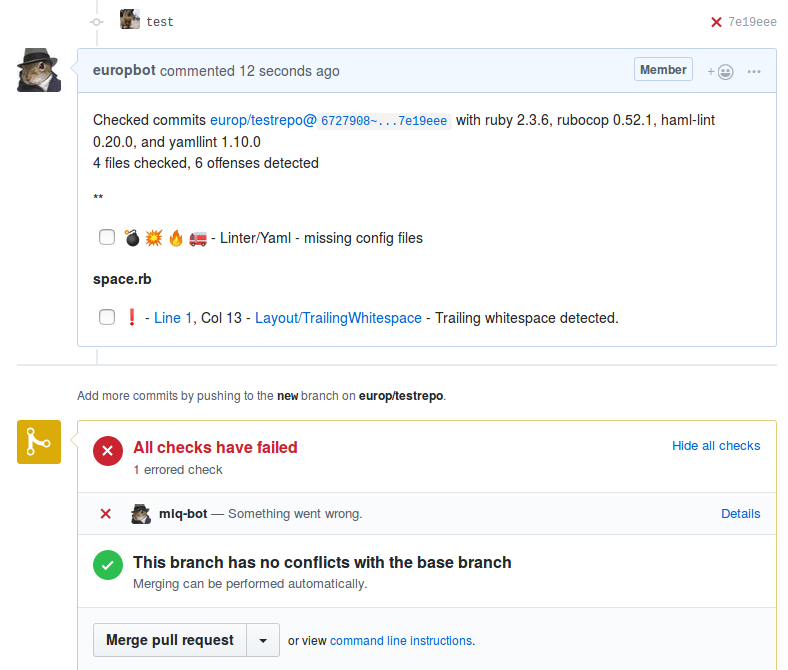 test 7e19eee
europbot commented 12 seconds ago Member
Checked commits europ/testrepo@ 6727908~...7e19eee with ruby 2.3.6, rubocop 0.52.1, haml-lint
0.20.0, and yamllint 1.10.0
4 files checked, 6 offenses detected
**
- Linter/Yaml - missing config files
space.rb
- Line 1, Col 13 - Layout/TrailingWhitespace - Trailing whitespace detected.
Add more commits by pushing to the new branch on europ/testrepo.
All checks have failed Hide all checks
1 errored check
miq-bot — Something went wrong. Details
This branch has no conflicts with the base branch
Merging can be performed automatically.
Merge pull request or view command line instructions.